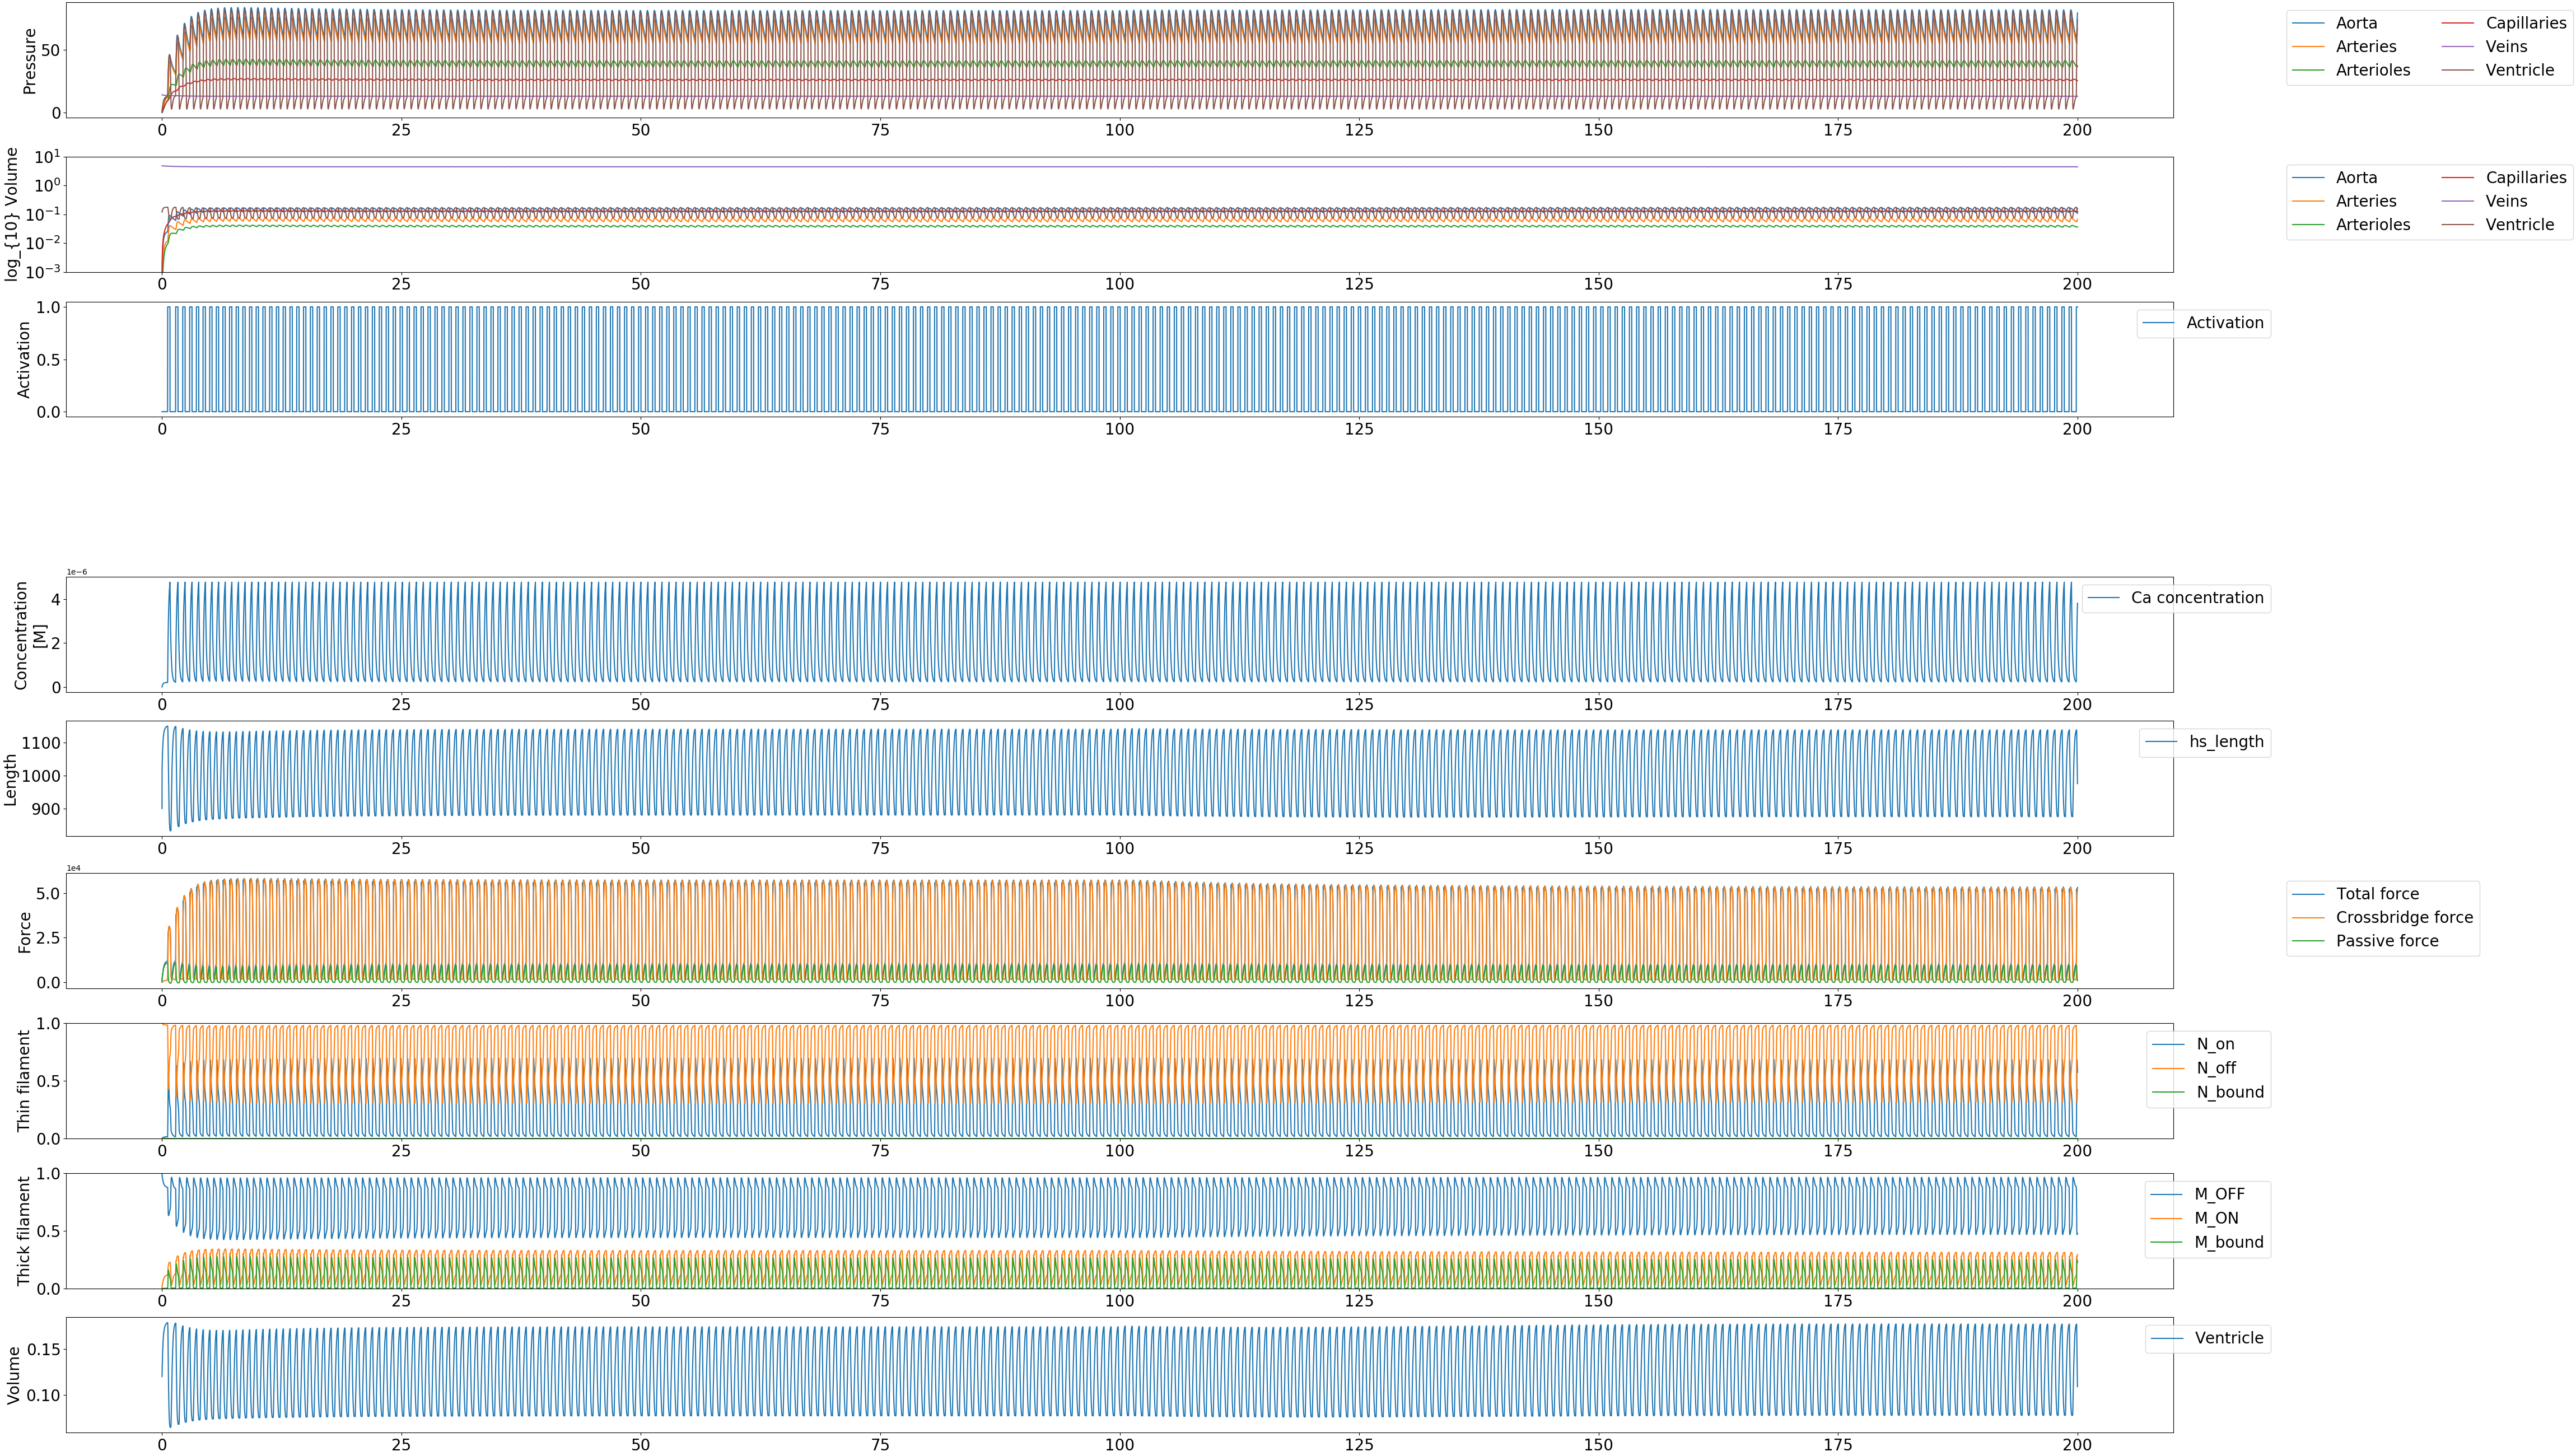 Pressure
50
0
0 25 50 75 100 125 150 175 200
Aorta Capillaries
Arteries Veins
Arterioles Ventricle
log_{10} Volume
10^1
10^0
10^-1
10^-2
10^-3
0 25 50 75 100 125 150 175 200
Aorta Capillaries
Arteries Veins
Arterioles Ventricle
Activation
1.0
0.5
0.0
0 25 50 75 100 125 150 175 200
Activation
Concentration
[M]
1e−6
4
2
0
0 25 50 75 100 125 150 175 200
Ca concentration
Length
1100
1000
900
0 25 50 75 100 125 150 175 200
hs_length
Force
1e4
5.0
2.5
0.0
0 25 50 75 100 125 150 175 200
Total force
Crossbridge force
Passive force
Thin filament
1.0
0.5
0.0
0 25 50 75 100 125 150 175 200
N_on
N_off
N_bound
Thick filament
1.0
0.5
0.0
0 25 50 75 100 125 150 175 200
M_OFF
M_ON
M_bound
Volume
0.15
0.10
0 25 50 75 100 125 150 175 200
Ventricle